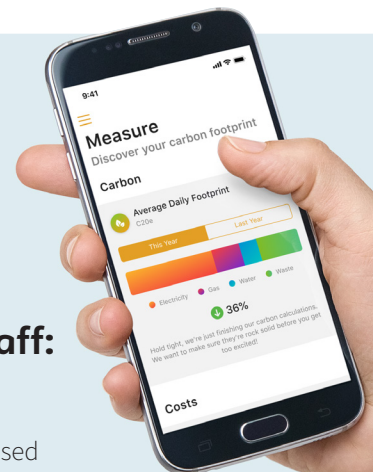 9:41
Measure
Discover your carbon footprint
Carbon
Average Daily Footprint
C20e
This Year
Last Year
Electricity
Gas
Water
Waste
36%
Hold tight, we're just finishing our carbon calculations.
We want to make sure they're rock solid before you get
too excited!
Costs
aff:
sed